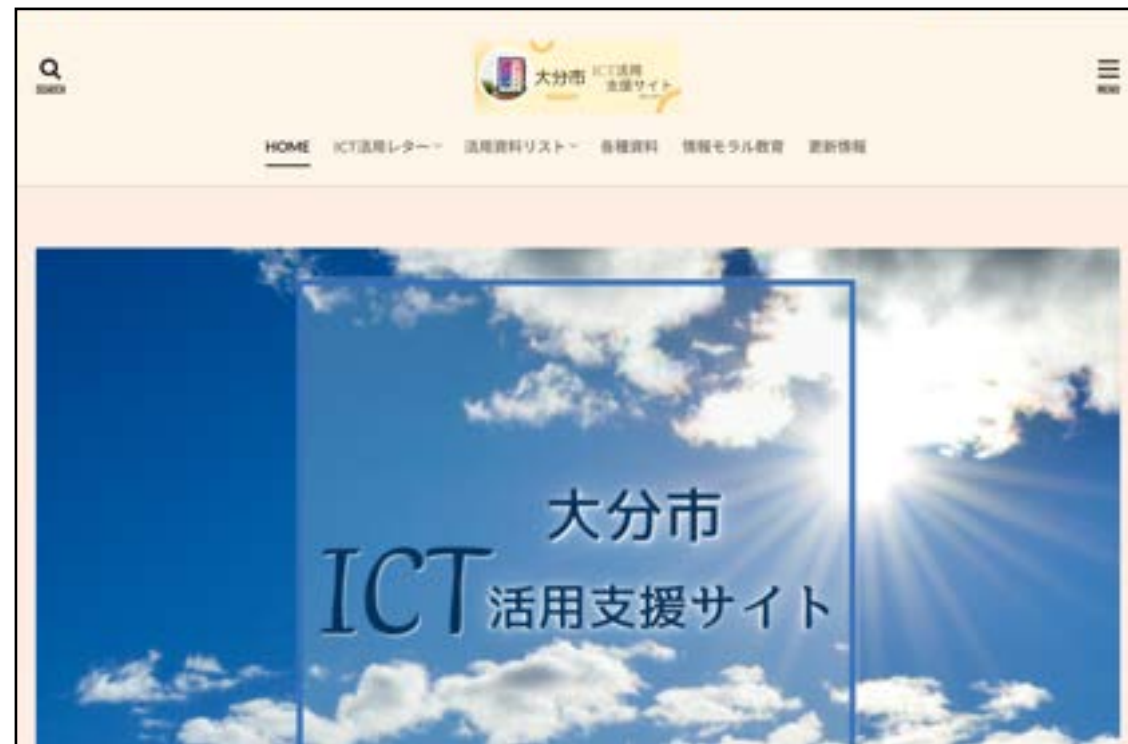 SEARCH
大分市 ICT活用
支援サイト
MENU
HOME ICT活用レター 活用資料リスト 各種資料 情報モラル教育 更新情報
大分市
ICT活用支援サイト